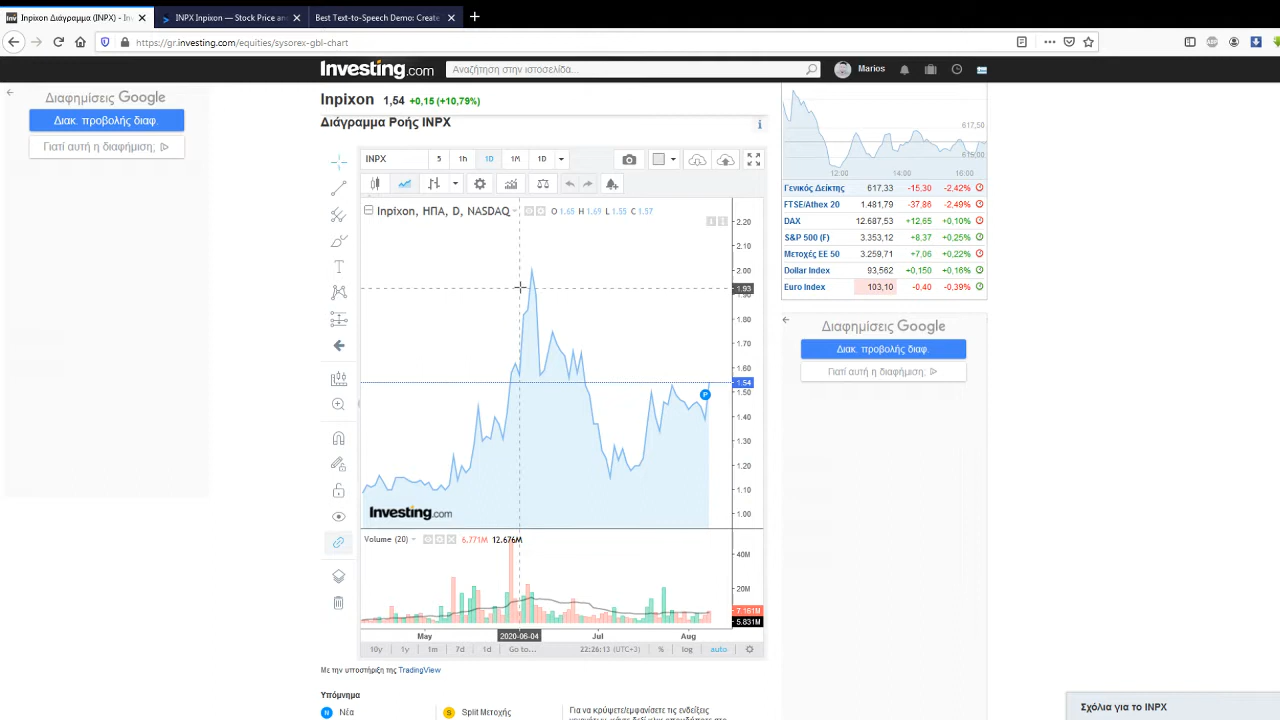 Inpixon Διάγραμμα (INPX) - Inv
INPX Inpixon — Stock Price an
Best Text-to-Speech Demo: Create
https://gr.investing.com/equities/sysorex-gbl-chart
Investing.com
Αναζήτηση στην ιστοσελίδα...
Marios
Διαφημίσεις Google
Διακ. προβολής διαφ.
Γιατί αυτή η διαφήμιση;
Inpixon 1,54 +0,15 (+10,79%)
Διάγραμμα Ροής INPX
INPX 5 1h 1D 1M 1D
Inpixon, ΗΠΑ, D, NASDAQ O 1.65 H 1.69 L 1.55 C 1.57
2.20
2.10
2.00
1.93
1.90
1.80
1.70
1.60
1.54
1.50
1.40
1.30
1.20
1.10
1.00
P
Investing.com
Volume (20) 6.771M 12.676M
40M
20M
7.161M
5.831M
May 2020-06-04 Jul Aug
10y 1y 1m 7d 1d Go to... 22:26:13 (UTC+3) % log auto
Με την υποστήριξη της TradingView
Υπόμνημα
N Νέα
S Split Μετοχής
Για να κρύψετε/εμφανίσετε τις ενδείξεις
617,50
615,00
12:00 14:00 16:00
Γενικός Δείκτης 617,33 -15,30 -2,42%
FTSE/Athex 20 1.481,79 -37,86 -2,49%
DAX 12.687,53 +12,65 +0,10%
S&P 500 (F) 3.353,12 +8,37 +0,25%
Μετοχές ΕΕ 50 3.259,71 +7,06 +0,22%
Dollar Index 93,562 +0,150 +0,16%
Euro Index 103,10 -0,40 -0,39%
Διαφημίσεις Google
Διακ. προβολής διαφ.
Γιατί αυτή η διαφήμιση;
Σχόλια για το INPX